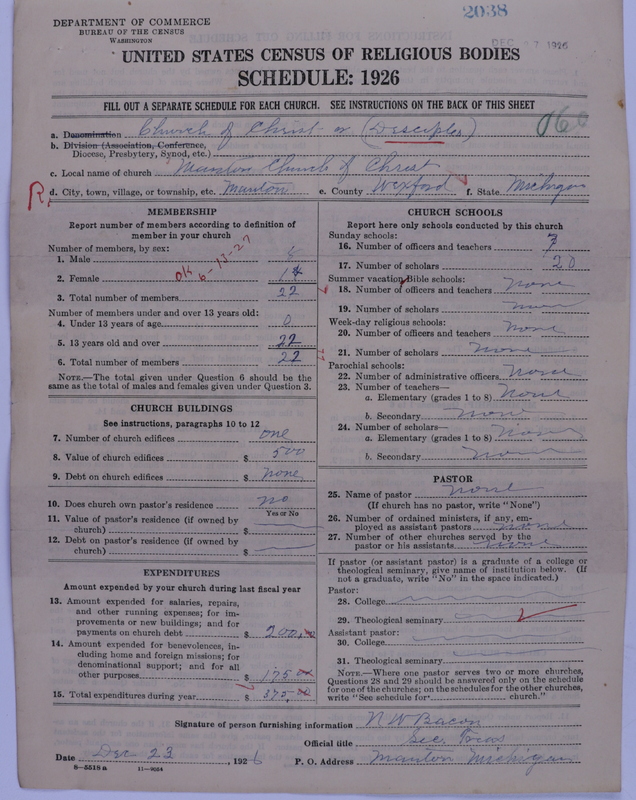 DEPARTMENT OF COMMERCE
BUREAU OF THE CENSUS
WASHINGTON
2038
DEC 27 1926
UNITED STATES CENSUS OF RELIGIOUS BODIES
SCHEDULE: 1926
FILL OUT A SEPARATE SCHEDULE FOR EACH CHURCH. SEE INSTRUCTIONS ON THE BACK OF THIS SHEET
a. Denomination Church of Christ or (Disciples)
060
b. Division (Association, Conference,
Diocese, Presbytery, Synod, etc.)
c. Local name of church Manton Church of Christ
R. d. City, town, village, or township, etc. Manton e. County Wexford f. State Michigan
MEMBERSHIP
Report number of members according to definition of
member in your church
Number of members, by sex:
1. Male 8
OK 6-13-27
2. Female 14
3. Total number of members 22
Number of members under and over 13 years old:
4. Under 13 years of age 0
5. 13 years old and over 22
6. Total number of members 22
NOTE.—The total given under Question 6 should be the
same as the total of males and females given under Question 3.
CHURCH BUILDINGS
See instructions, paragraphs 10 to 12
7. Number of church edifices one
8. Value of church edifices $ 500
9. Debt on church edifices $ none
10. Does church own pastor's residence no
Yes or No
11. Value of pastor's residence (if owned by
church) $
12. Debt on pastor's residence (if owned by
church) $
EXPENDITURES
Amount expended by your church during last fiscal year
13. Amount expended for salaries, repairs,
and other running expenses; for im-
provements or new buildings; and for
payments on church debt $ 200.00
14. Amount expended for benevolences, in-
cluding home and foreign missions; for
denominational support; and for all
other purposes $ 175.00
15. Total expenditures during year $ 375.00
CHURCH SCHOOLS
Report here only schools conducted by this church
Sunday schools:
16. Number of officers and teachers 7
17. Number of scholars 20
Summer vacation Bible schools:
18. Number of officers and teachers none
19. Number of scholars none
Week-day religious schools:
20. Number of officers and teachers none
21. Number of scholars none
Parochial schools:
22. Number of administrative officers none
23. Number of teachers—
a. Elementary (grades 1 to 8) none
b. Secondary none
24. Number of scholars—
a. Elementary (grades 1 to 8) none
b. Secondary none
PASTOR
25. Name of pastor none
(If church has no pastor, write "None")
26. Number of ordained ministers, if any, em-
ployed as assistant pastors none
27. Number of other churches served by the
pastor or his assistants none
If pastor (or assistant pastor) is a graduate of a college or
theological seminary, give name of institution below. (If
not a graduate, write "No" in the space indicated.)
Pastor:
28. College
29. Theological seminary
Assistant pastor:
30. College
31. Theological seminary
NOTE.—Where one pastor serves two or more churches,
Questions 28 and 29 should be answered only on the schedule
for one of the churches; on the schedules for the other churches,
write "See schedule for church."
Signature of person furnishing information N W Bacon
Official title Sec. Treas
Date Dec 23, 1926 P. O. Address Manton Michigan
8-5518a 11-9054